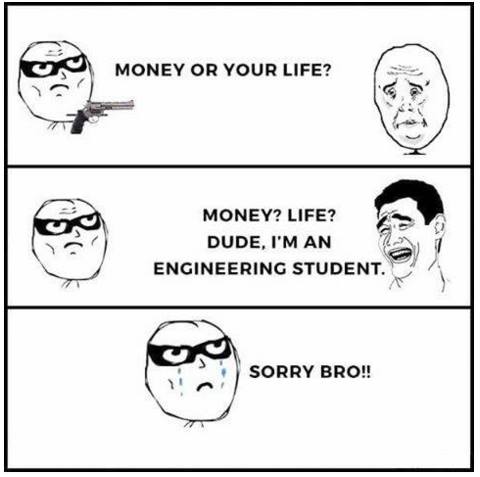 MONEY OR YOUR LIFE?
MONEY? LIFE?
DUDE, I'M AN
ENGINEERING STUDENT.
SORRY BRO!!